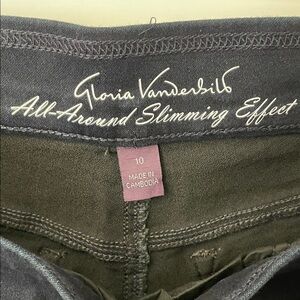 Gloria Vanderbilt
All-Around Slimming Effect
10
MADE IN
CAMBODIA